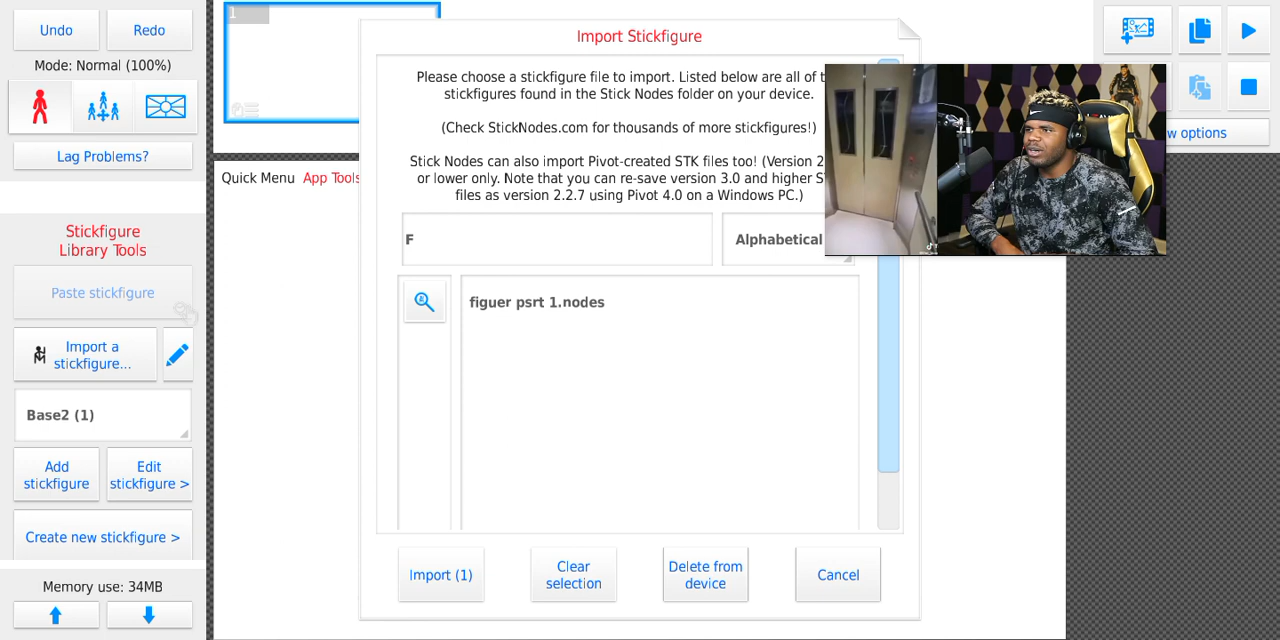 Undo
Redo
Mode: Normal (100%)
Lag Problems?
1
Quick Menu App Tools
Stickfigure
Library Tools
Paste stickfigure
Import a
stickfigure...
Base2 (1)
Add
stickfigure
Edit
stickfigure >
Create new stickfigure >
Memory use: 34MB
Import Stickfigure
Please choose a stickfigure file to import. Listed below are all of
stickfigures found in the Stick Nodes folder on your device.
(Check StickNodes.com for thousands of more stickfigures!)
Stick Nodes can also import Pivot-created STK files too! (Version 2
or lower only. Note that you can re-save version 3.0 and higher
files as version 2.2.7 using Pivot 4.0 on a Windows PC.)
F
Alphabetical
figuer psrt 1.nodes
Import (1)
Clear
selection
Delete from
device
Cancel
options